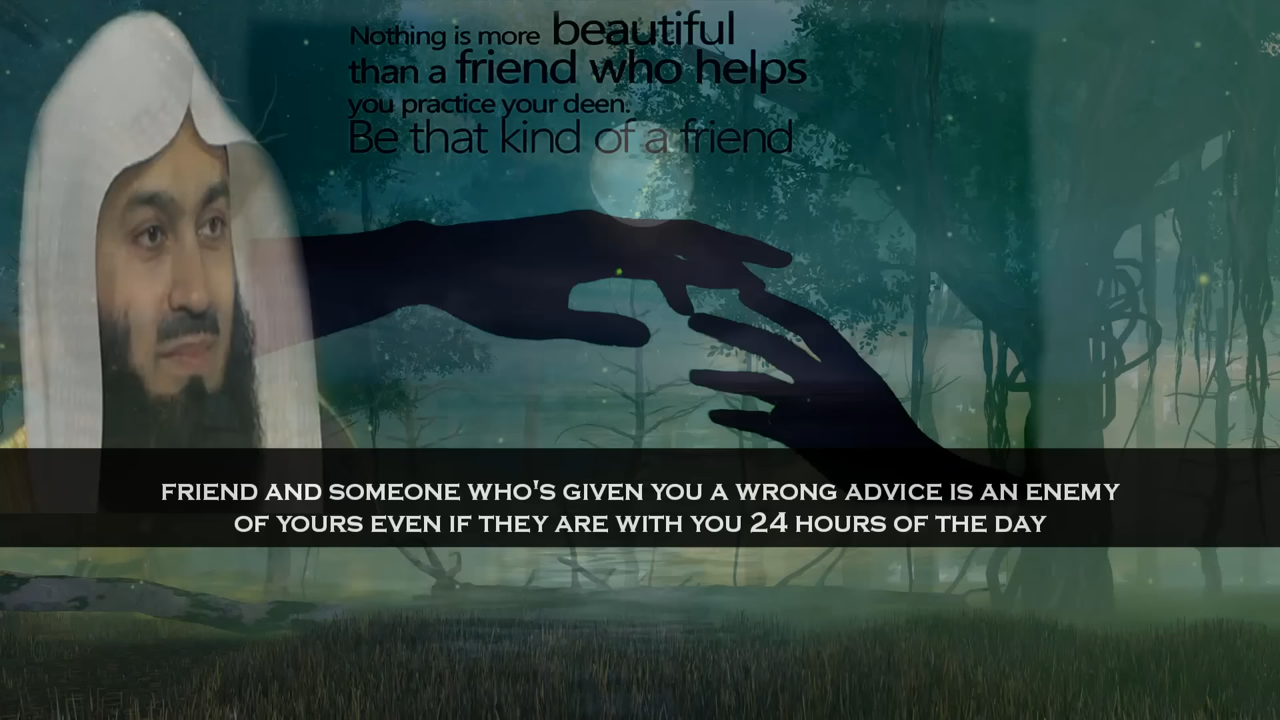 Nothing is more beautiful
than a friend who helps
you practice your deen.
Be that kind of a friend
FRIEND AND SOMEONE WHO'S GIVEN YOU A WRONG ADVICE IS AN ENEMY
OF YOURS EVEN IF THEY ARE WITH YOU 24 HOURS OF THE DAY